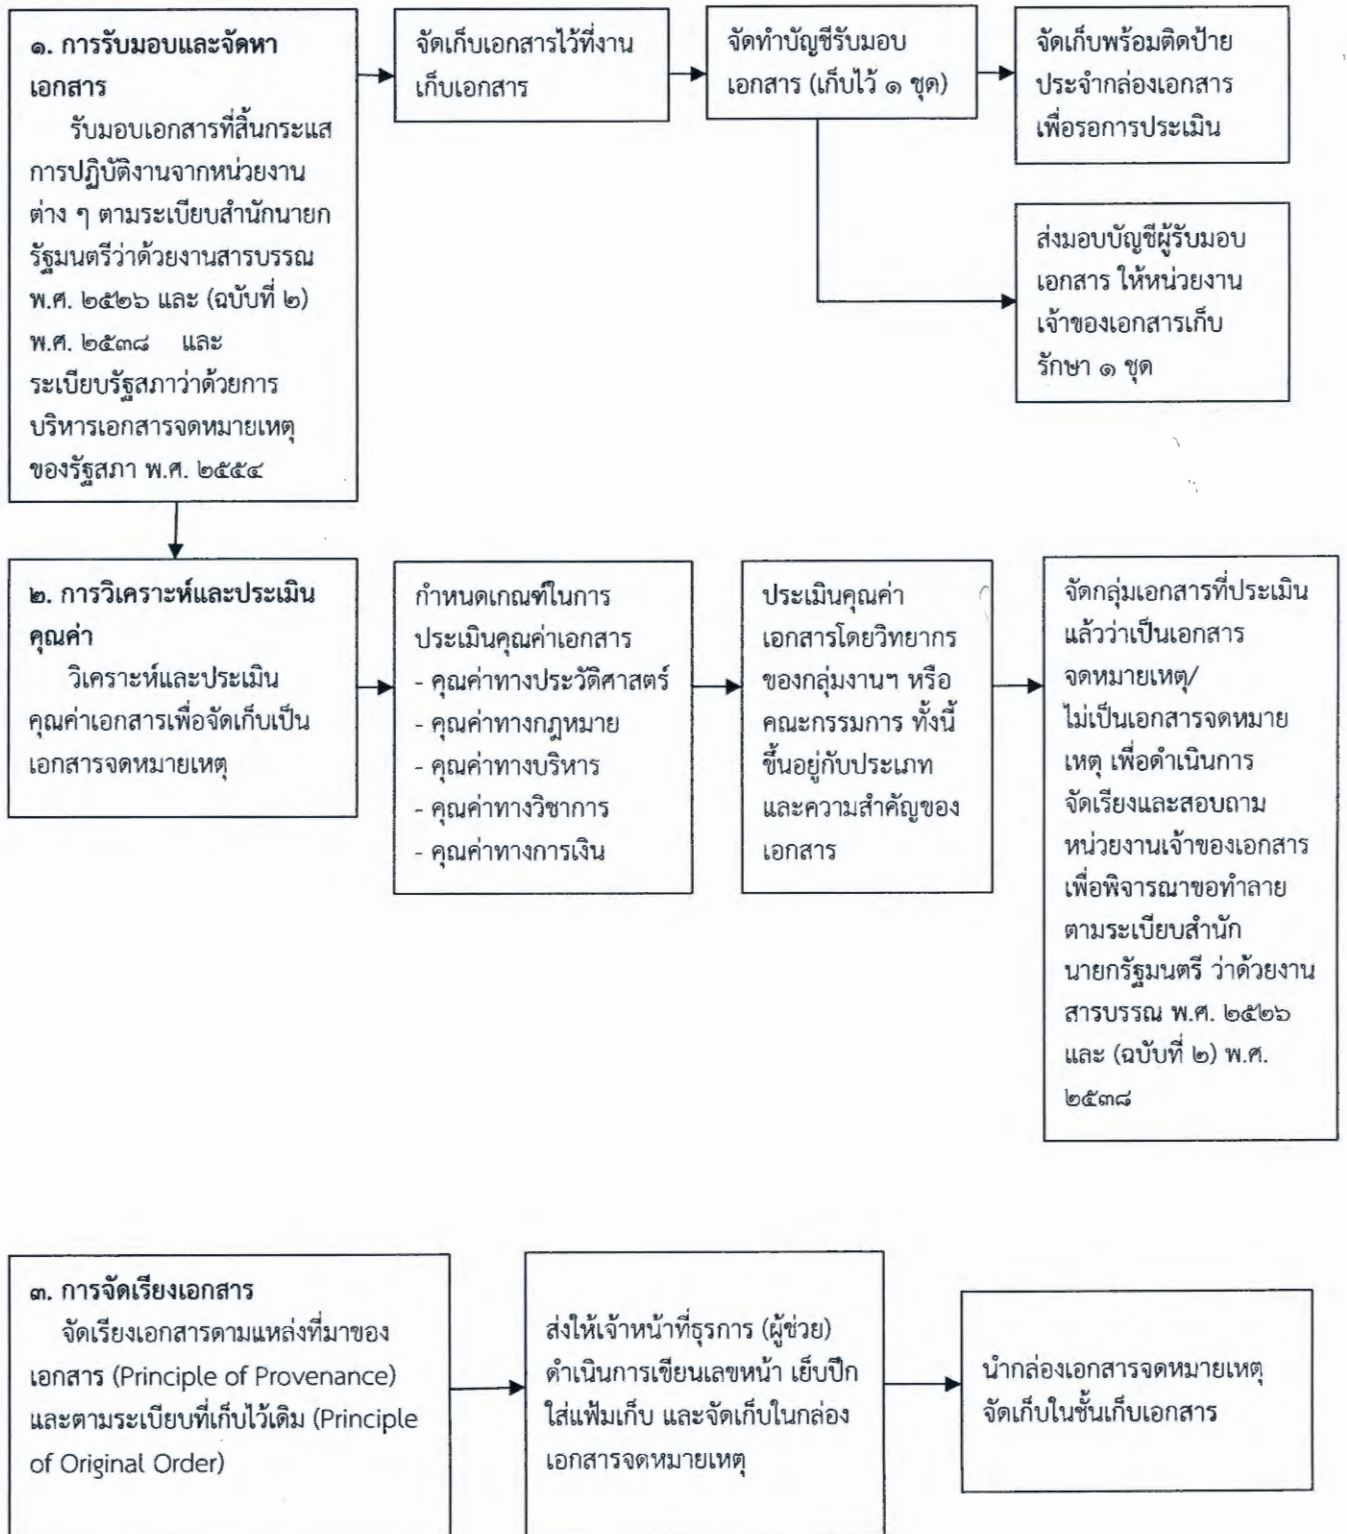 ๑. การรับมอบและจัดหา
เอกสาร
รับมอบเอกสารที่สิ้นกระแส
การปฏิบัติงานจากหน่วยงาน
ต่าง ๆ ตามระเบียบสำนักนายก
รัฐมนตรีว่าด้วยงานสารบรรณ
พ.ศ. ๒๕๒๖ และ (ฉบับที่ ๒)
พ.ศ. ๒๕๓๘ และ
ระเบียบรัฐสภาว่าด้วยการ
บริหารเอกสารจดหมายเหตุ
ของรัฐสภา พ.ศ. ๒๕๕๔
จัดเก็บเอกสารไว้ที่งาน
เก็บเอกสาร
จัดทำบัญชีรับมอบ
เอกสาร (เก็บไว้ ๑ ชุด)
จัดเก็บพร้อมติดป้าย
ประจำกล่องเอกสาร
เพื่อรอการประเมิน
ส่งมอบบัญชีผู้รับมอบ
เอกสาร ให้หน่วยงาน
เจ้าของเอกสารเก็บ
รักษา ๑ ชุด
๒. การวิเคราะห์และประเมิน
คุณค่า
วิเคราะห์และประเมิน
คุณค่าเอกสารเพื่อจัดเก็บเป็น
เอกสารจดหมายเหตุ
กำหนดเกณฑ์ในการ
ประเมินคุณค่าเอกสาร
- คุณค่าทางประวัติศาสตร์
- คุณค่าทางกฎหมาย
- คุณค่าทางบริหาร
- คุณค่าทางวิชาการ
- คุณค่าทางการเงิน
ประเมินคุณค่า
เอกสารโดยวิทยากร
ของกลุ่มงานฯ หรือ
คณะกรรมการ ทั้งนี้
ขึ้นอยู่กับประเภท
และความสำคัญของ
เอกสาร
จัดกลุ่มเอกสารที่ประเมิน
แล้วว่าเป็นเอกสาร
จดหมายเหตุ/
ไม่เป็นเอกสารจดหมาย
เหตุ เพื่อดำเนินการ
จัดเรียงและสอบถาม
หน่วยงานเจ้าของเอกสาร
เพื่อพิจารณาขอทำลาย
ตามระเบียบสำนัก
นายกรัฐมนตรี ว่าด้วยงาน
สารบรรณ พ.ศ. ๒๕๒๖
และ (ฉบับที่ ๒) พ.ศ.
๒๕๓๘
๓. การจัดเรียงเอกสาร
จัดเรียงเอกสารตามแหล่งที่มาของ
เอกสาร (Principle of Provenance)
และตามระเบียบที่เก็บไว้เดิม (Principle
of Original Order)
ส่งให้เจ้าหน้าที่ธุรการ (ผู้ช่วย)
ดำเนินการเขียนเลขหน้า เย็บปึก
ใส่แฟ้มเก็บ และจัดเก็บในกล่อง
เอกสารจดหมายเหตุ
นำกล่องเอกสารจดหมายเหตุ
จัดเก็บในชั้นเก็บเอกสาร